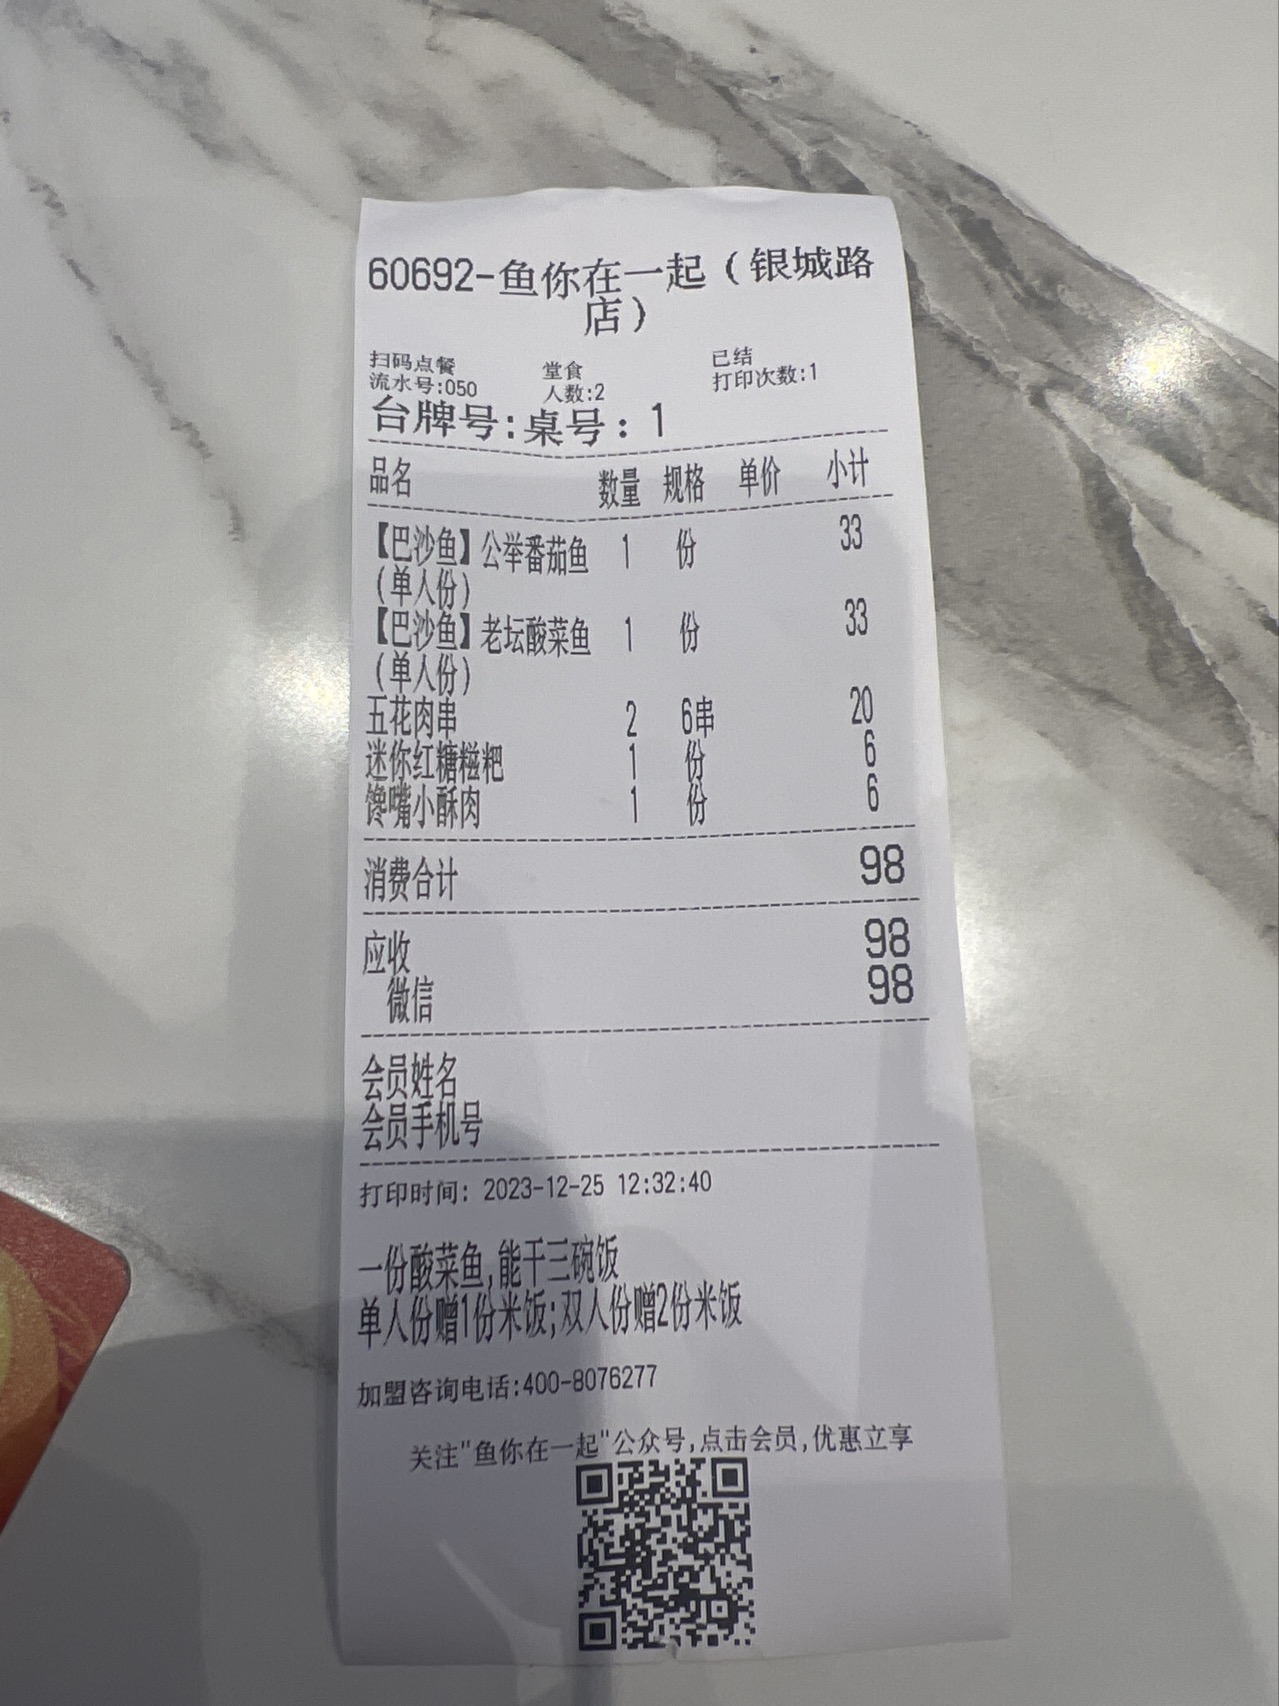 60692-鱼你在一起（银城路
店）
扫码点餐 堂食 已结
流水号:050 人数:2 打印次数:1
台牌号:桌号：1
品名 数量 规格 单价 小计
【巴沙鱼】公举番茄鱼 1 份 33
(单人份)
【巴沙鱼】老坛酸菜鱼 1 份 33
(单人份)
五花肉串 2 6串 20
迷你红糖糍粑 1 份 6
馋嘴小酥肉 1 份 6
消费合计 98
应收 98
微信 98
会员姓名
会员手机号
打印时间: 2023-12-25 12:32:40
一份酸菜鱼,能干三碗饭
单人份赠1份米饭;双人份赠2份米饭
加盟咨询电话:400-8076277
关注"鱼你在一起"公众号,点击会员,优惠立享